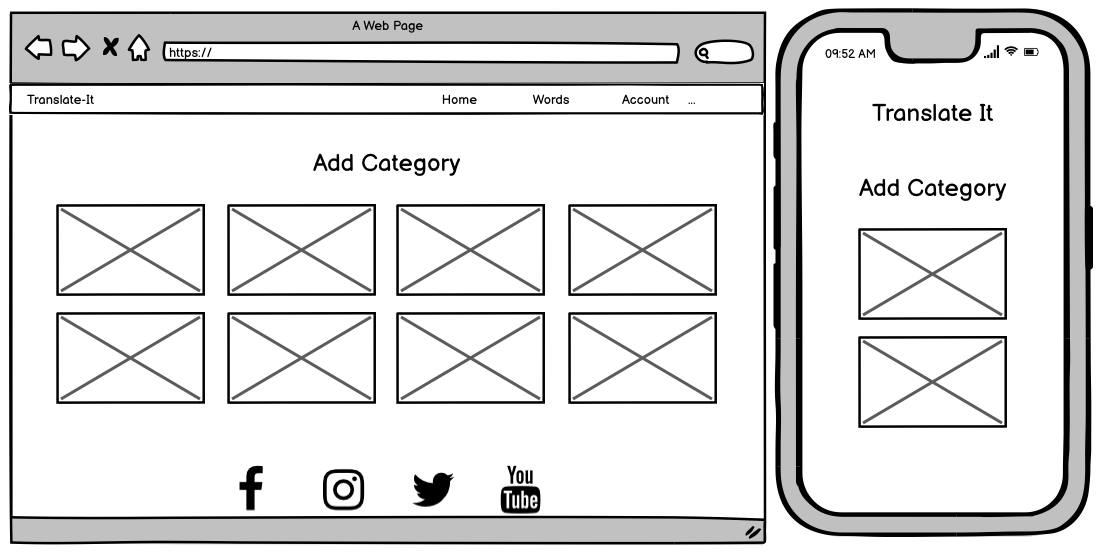 A Web Page
https://
Translate-It
Home
Words
Account
...
Add Category
You
Tube
09:52 AM
Translate It
Add Category